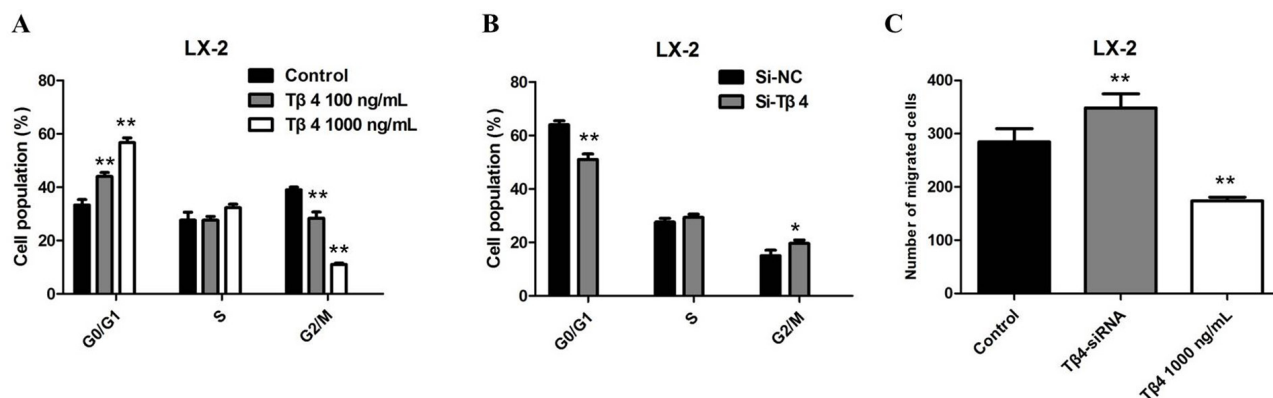 A
LX-2
Control
Tβ 4 100 ng/mL
Tβ 4 1000 ng/mL
Cell population (%)
80
60
40
20
0
**
**
**
**
G0/G1
S
G2/M
B
LX-2
Si-NC
Si-Tβ 4
Cell population (%)
80
60
40
20
0
**
*
G0/G1
S
G2/M
C
LX-2
Number of migrated cells
400
300
200
100
0
**
**
Control
Tβ4-siRNA
Tβ4 1000 ng/mL